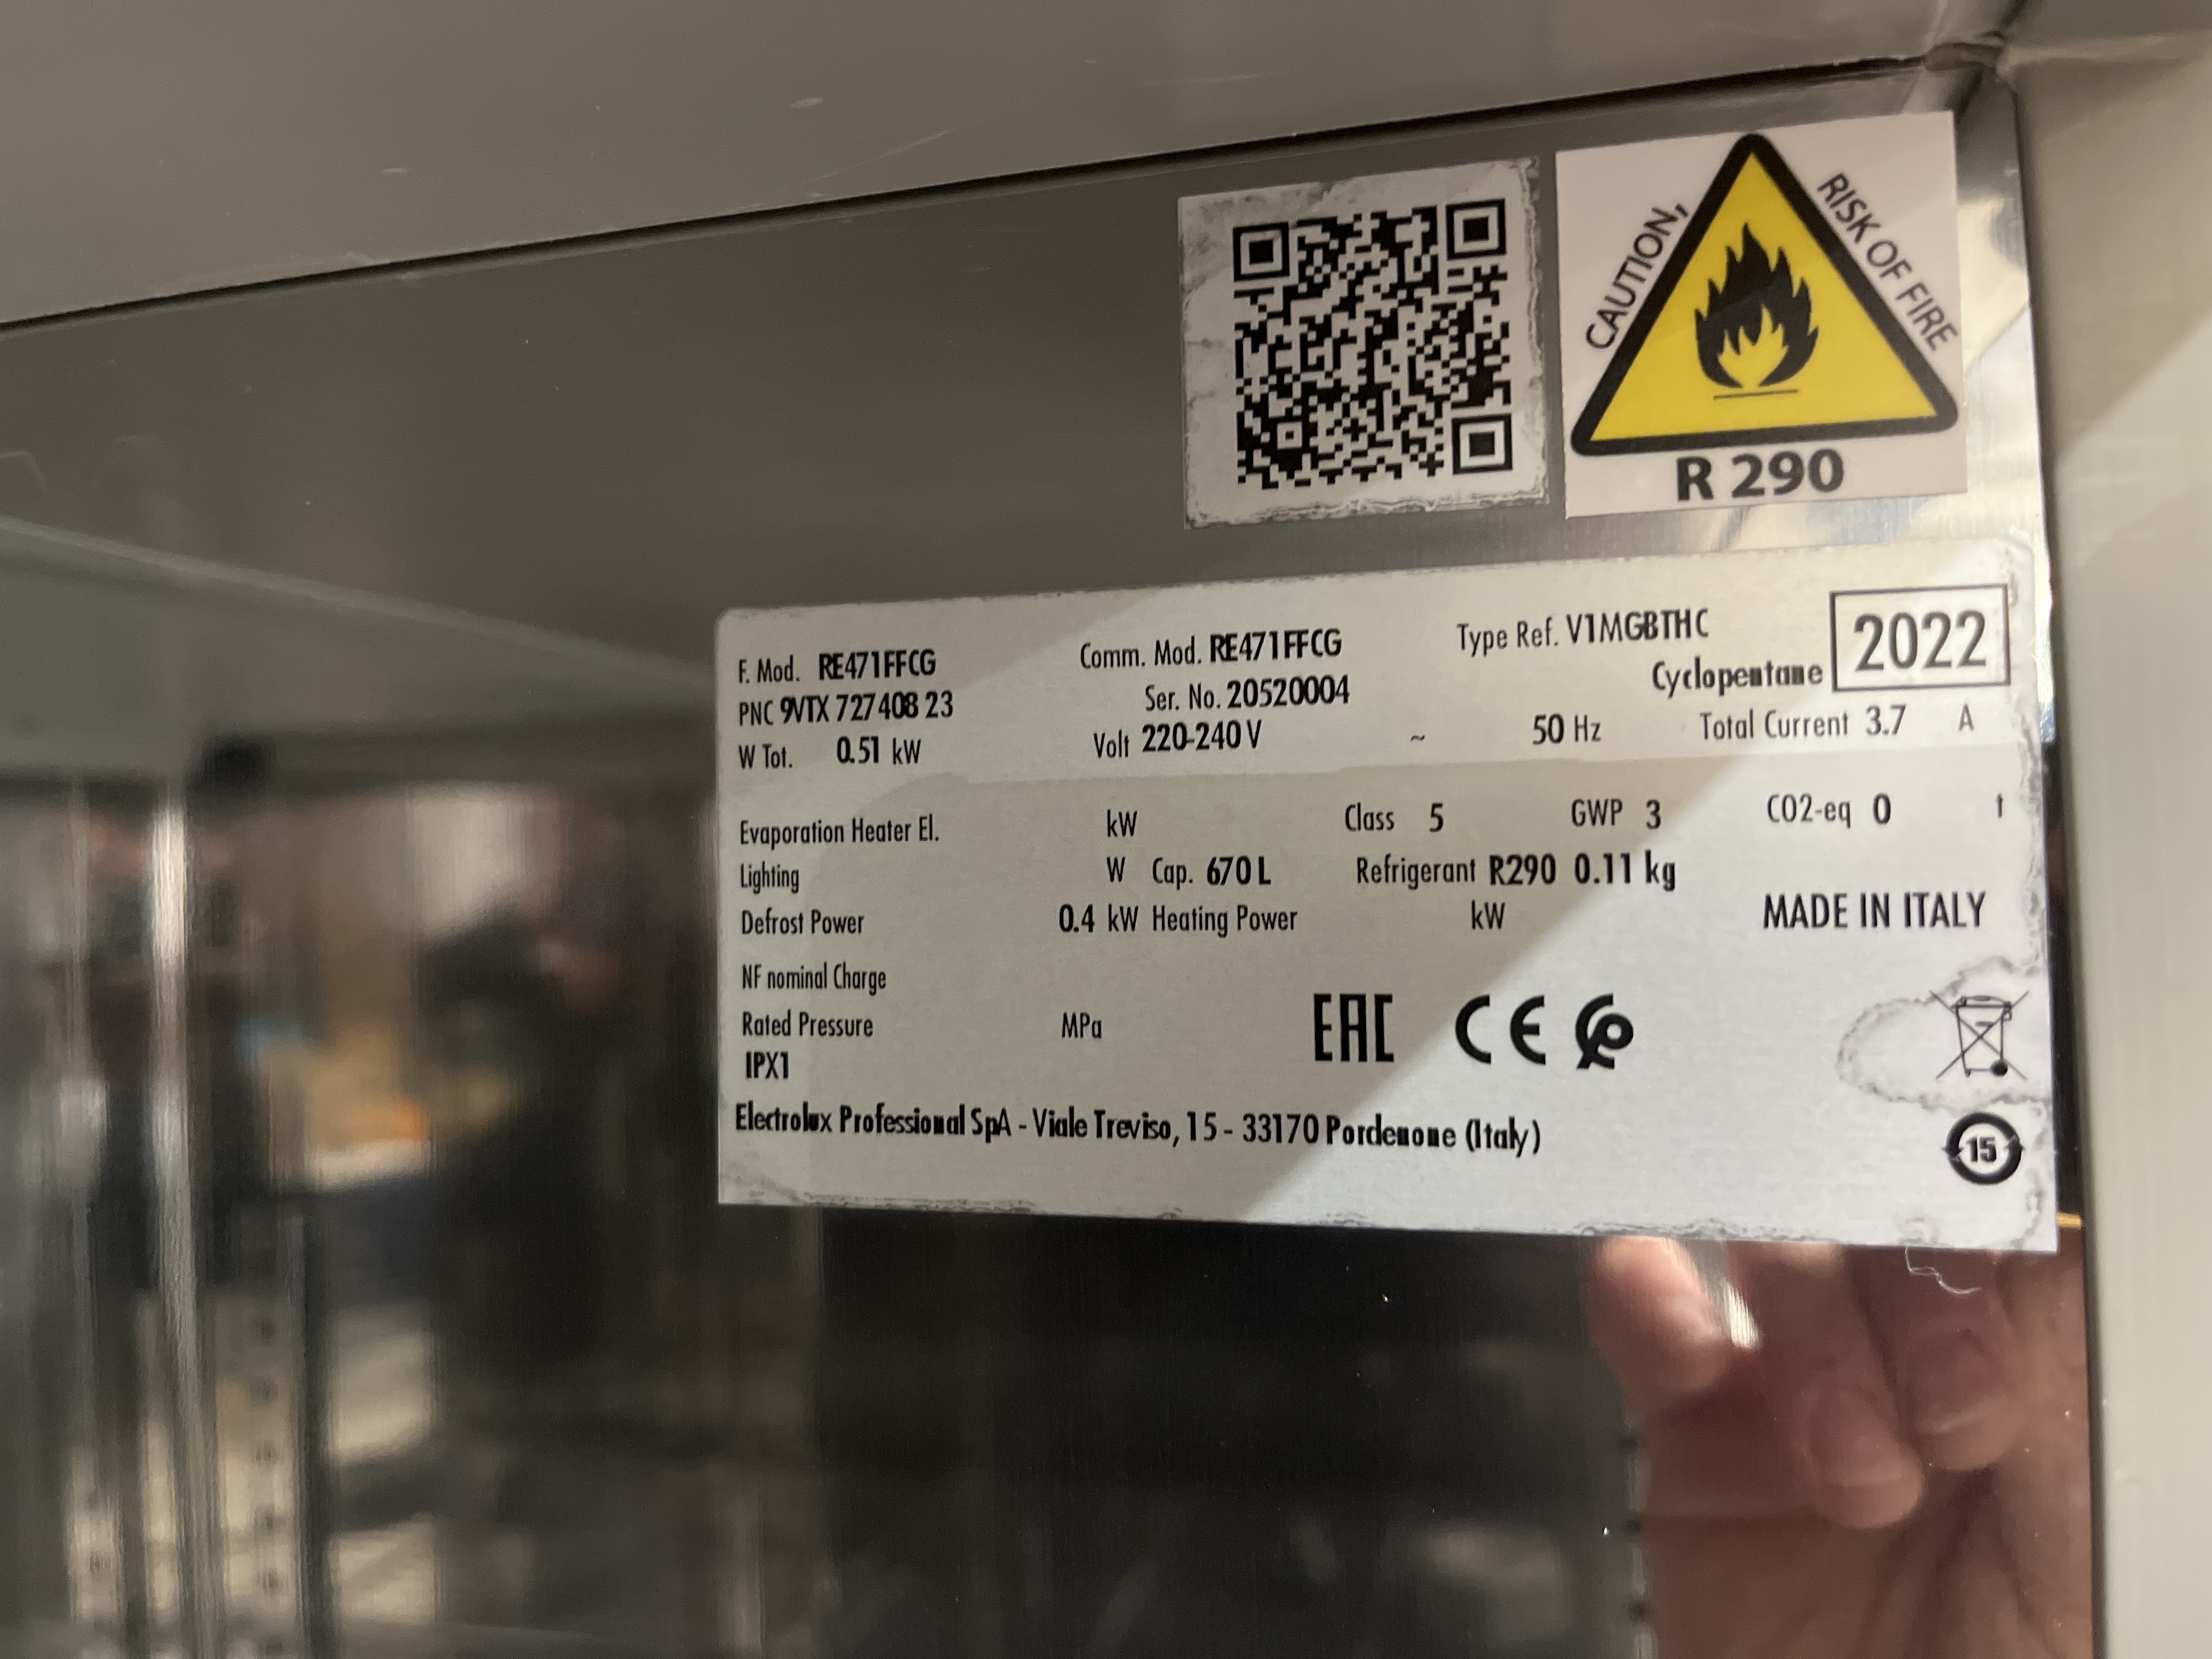 CAUTION, RISK OF FIRE
R 290
F. Mod. RE471FFCG Comm. Mod. RE471FFCG Type Ref. V1MGBTHC 2022
PNC 9VTX 727408 23 Ser. No. 20520004 Cyclopentane
W Tot. 0.51 kW Volt 220-240 V ~ 50 Hz Total Current 3.7 A
Evaporation Heater El. kW Class 5 GWP 3 CO2-eq 0 t
Lighting W Cap. 670 L Refrigerant R290 0.11 kg
Defrost Power 0.4 kW Heating Power kW MADE IN ITALY
NF nominal Charge
Rated Pressure MPa EAC CE
IPX1
Electrolux Professional SpA - Viale Treviso, 15 - 33170 Pordenone (Italy)
15